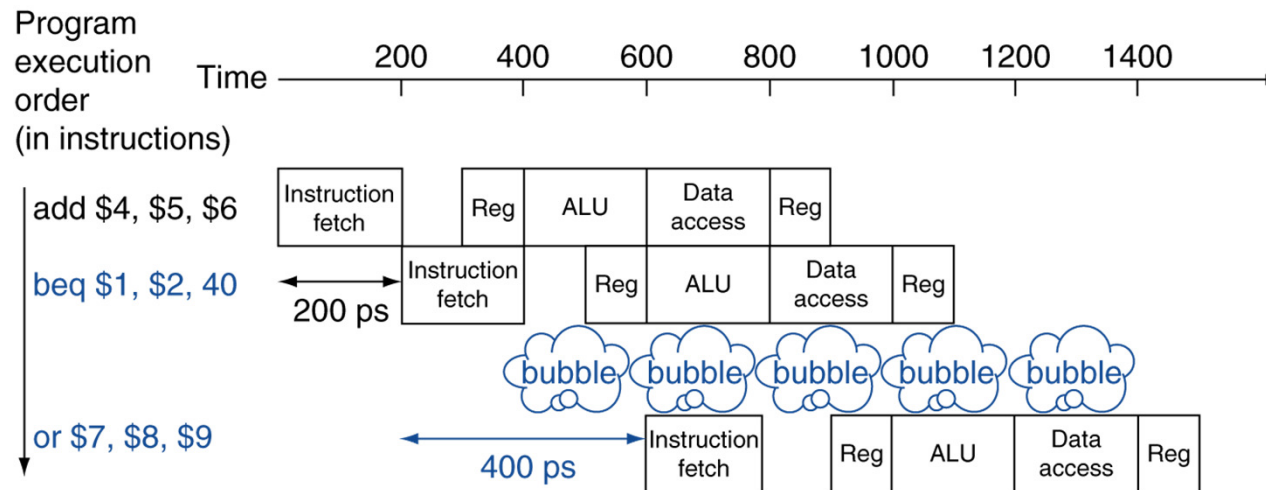 Program
execution
order
(in instructions)
Time
200 400 600 800 1000 1200 1400
add $4, $5, $6
Instruction
fetch
Reg
ALU
Data
access
Reg
beq $1, $2, 40
200 ps
Instruction
fetch
Reg
ALU
Data
access
Reg
bubble bubble bubble bubble bubble
or $7, $8, $9
400 ps
Instruction
fetch
Reg
ALU
Data
access
Reg